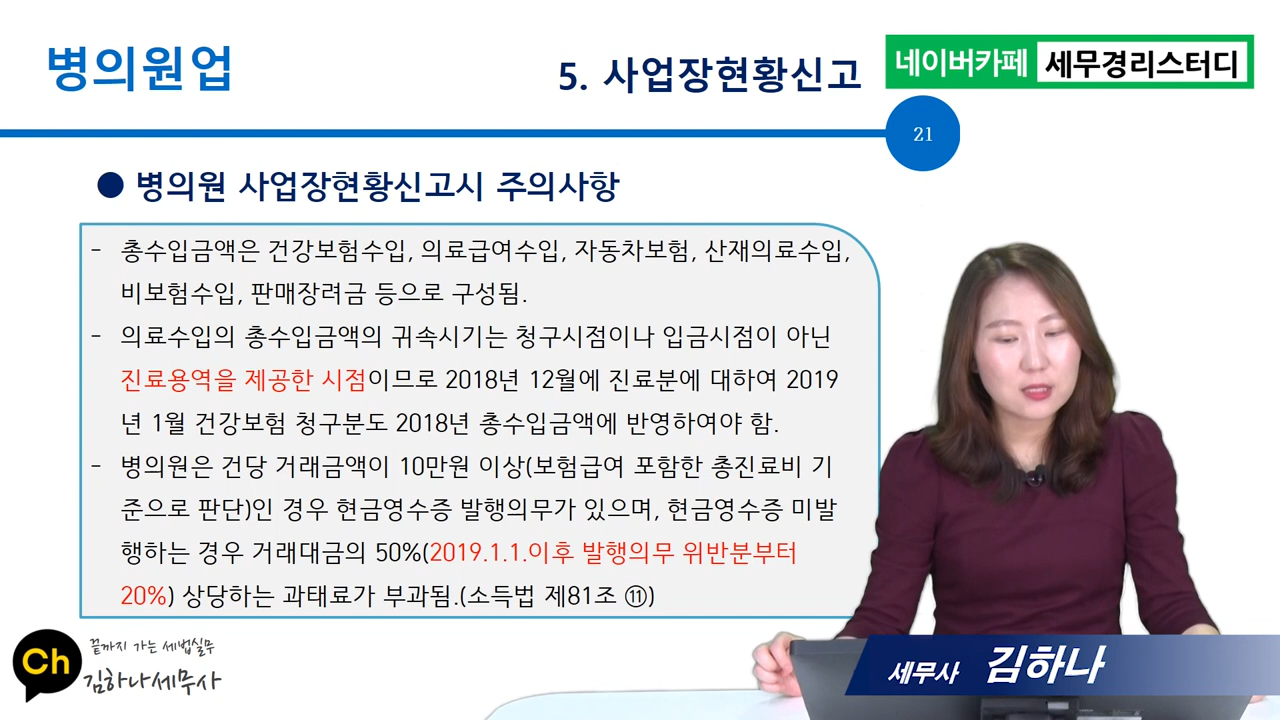 병의원업
5. 사업장현황신고
네이버카페 세무경리스터디
21
● 병의원 사업장현황신고시 주의사항
- 총수입금액은 건강보험수입, 의료급여수입, 자동차보험, 산재의료수입,
비보험수입, 판매장려금 등으로 구성됨.
- 의료수입의 총수입금액의 귀속시기는 청구시점이나 입금시점이 아닌
진료용역을 제공한 시점이므로 2018년 12월에 진료분에 대하여 2019
년 1월 건강보험 청구분도 2018년 총수입금액에 반영하여야 함.
- 병의원은 건당 거래금액이 10만원 이상(보험급여 포함한 총진료비 기
준으로 판단)인 경우 현금영수증 발행의무가 있으며, 현금영수증 미발
행하는 경우 거래대금의 50%(2019.1.1.이후 발행의무 위반분부터
20%) 상당하는 과태료가 부과됨.(소득법 제81조 ⑪)
Ch
끝까지 가는 세법실무
김하나세무사
세무사 김하나